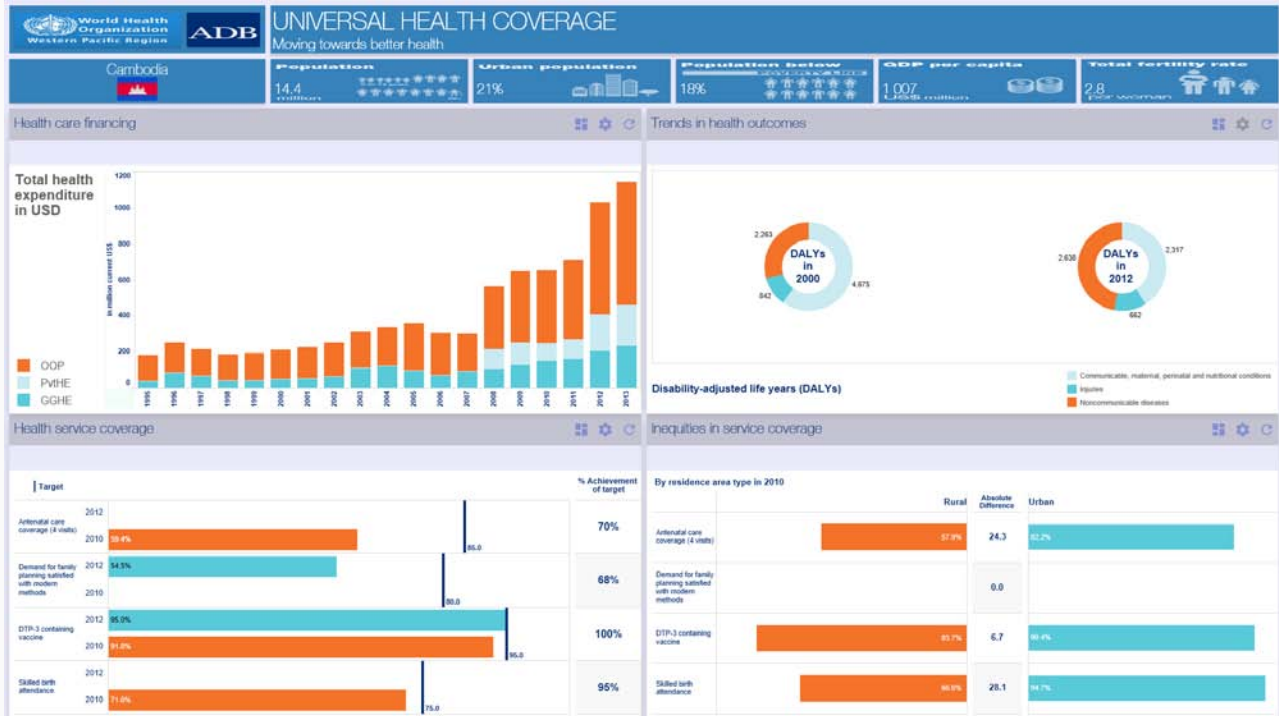 World Health
Organization
Western Pacific Region
ADB
UNIVERSAL HEALTH COVERAGE
Moving towards better health
Cambodia
Population
14.4
million
Urban population
21%
Population below
POVERTY LINE
18%
GDP per capita
1 007
US$ million
Total fertility rate
2.8
per woman
Health care financing
Total health
expenditure
in USD
in million current US$
1200
1000
800
600
400
200
0
1995
1996
1997
1998
1999
2000
2001
2002
2003
2004
2005
2006
2007
2008
2009
2010
2011
2012
2013
OOP
PvtHE
GGHE
Trends in health outcomes
2,263
DALYs
in
2000
4,875
842
2,638
DALYs
in
2012
2,317
662
Disability-adjusted life years (DALYs)
Communicable, material, perinatal and nutritional conditions
Injuries
Noncommunicable diseases
Health service coverage
Target
% Achievement
of target
Antenatal care
coverage (4 visits)
2012
2010
59.4%
85.0
70%
Demand for family
planning satisfied
with modern
methods
2012
54.5%
2010
80.0
68%
DTP-3 containing
vaccine
2012
95.0%
2010
91.8%
95.0
100%
Skilled birth
attendance
2012
2010
71.0%
75.0
95%
Inequities in service coverage
By residence area type in 2010
Rural
Absolute
Difference
Urban
Antenatal care
coverage (4 visits)
57.9%
24.3
82.2%
Demand for family
planning satisfied
with modern
methods
0.0
DTP-3 containing
vaccine
83.7%
6.7
90.4%
Skilled birth
attendance
66.6%
28.1
94.7%